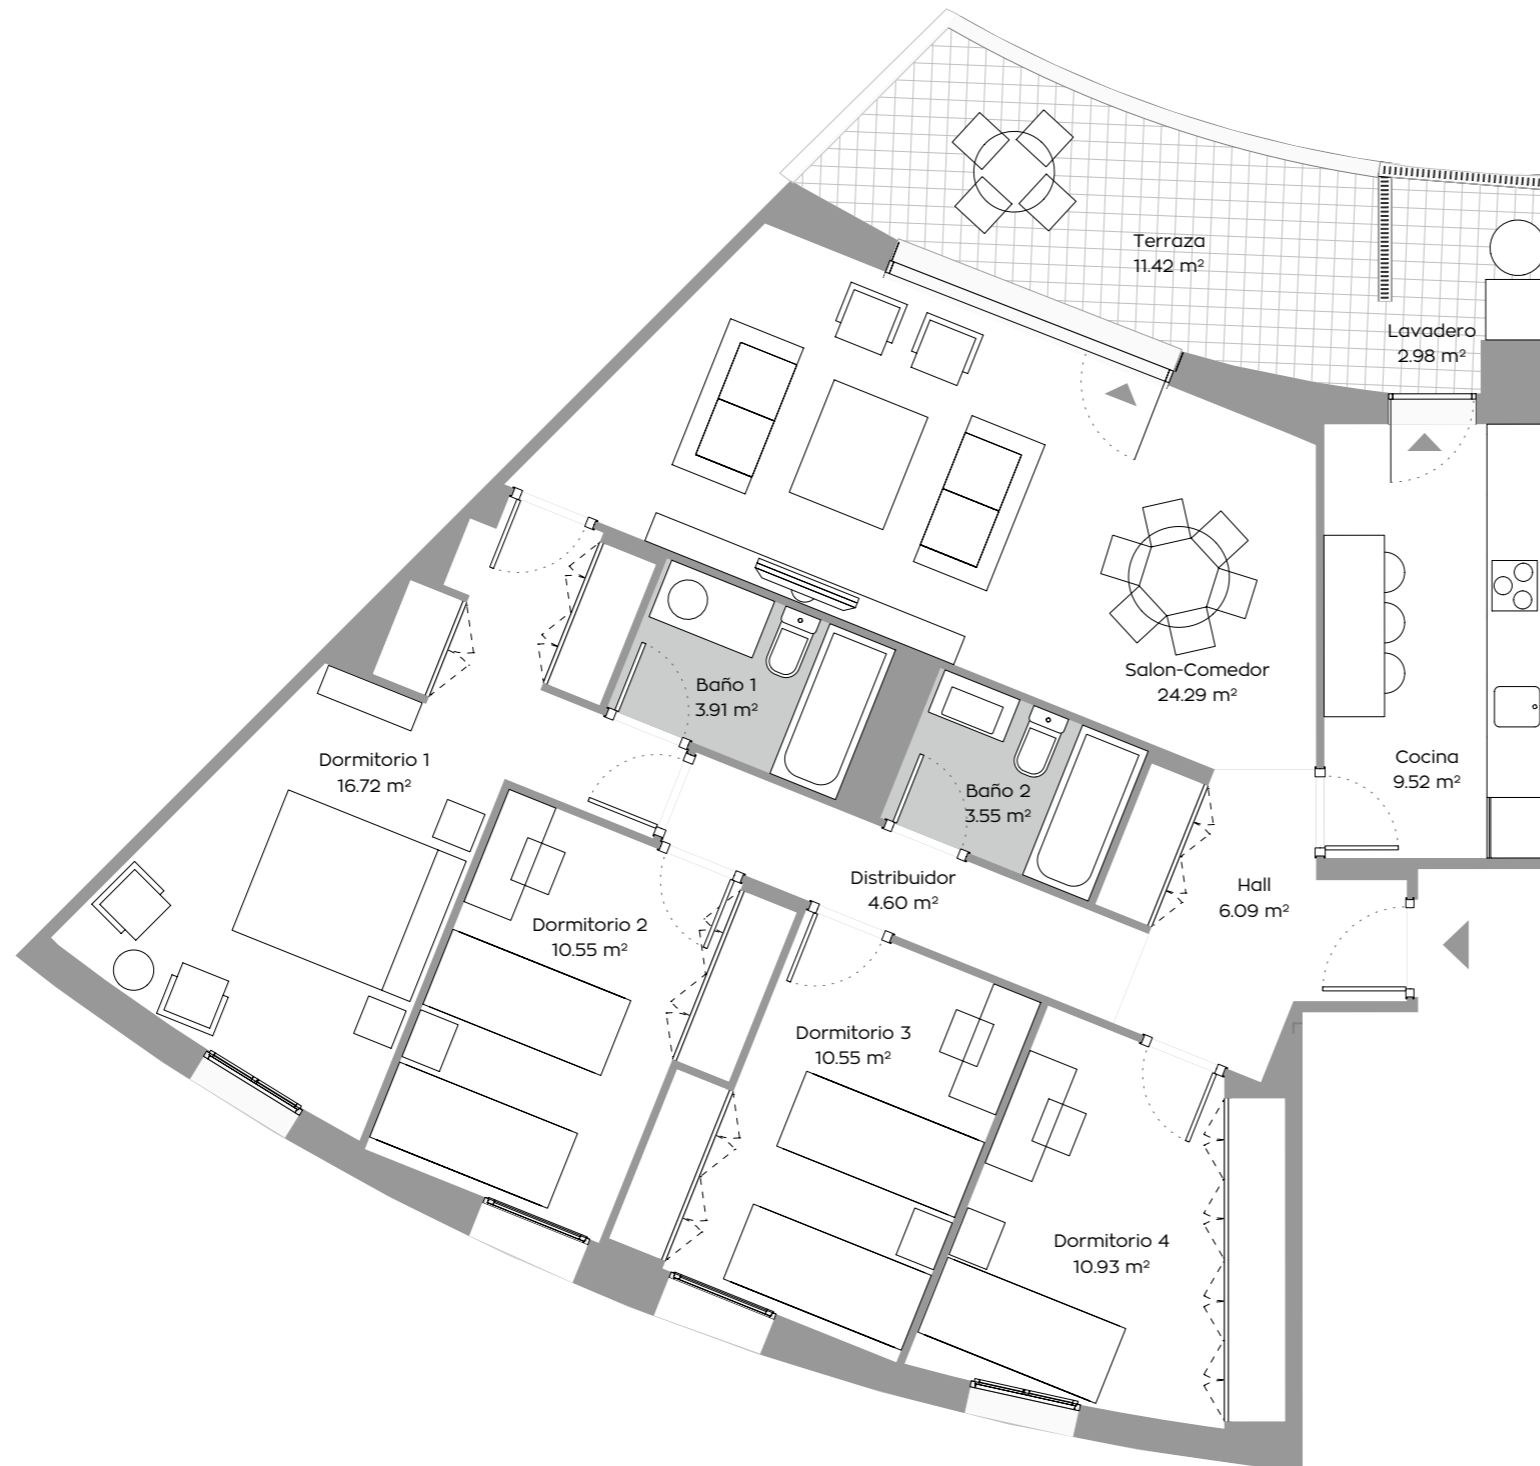 Terraza
11.42 m²
Lavadero
2.98 m²
Salon-Comedor
24.29 m²
Baño 1
3.91 m²
Dormitorio 1
16.72 m²
Cocina
9.52 m²
Baño 2
3.55 m²
Distribuidor
4.60 m²
Hall
6.09 m²
Dormitorio 2
10.55 m²
Dormitorio 3
10.55 m²
Dormitorio 4
10.93 m²